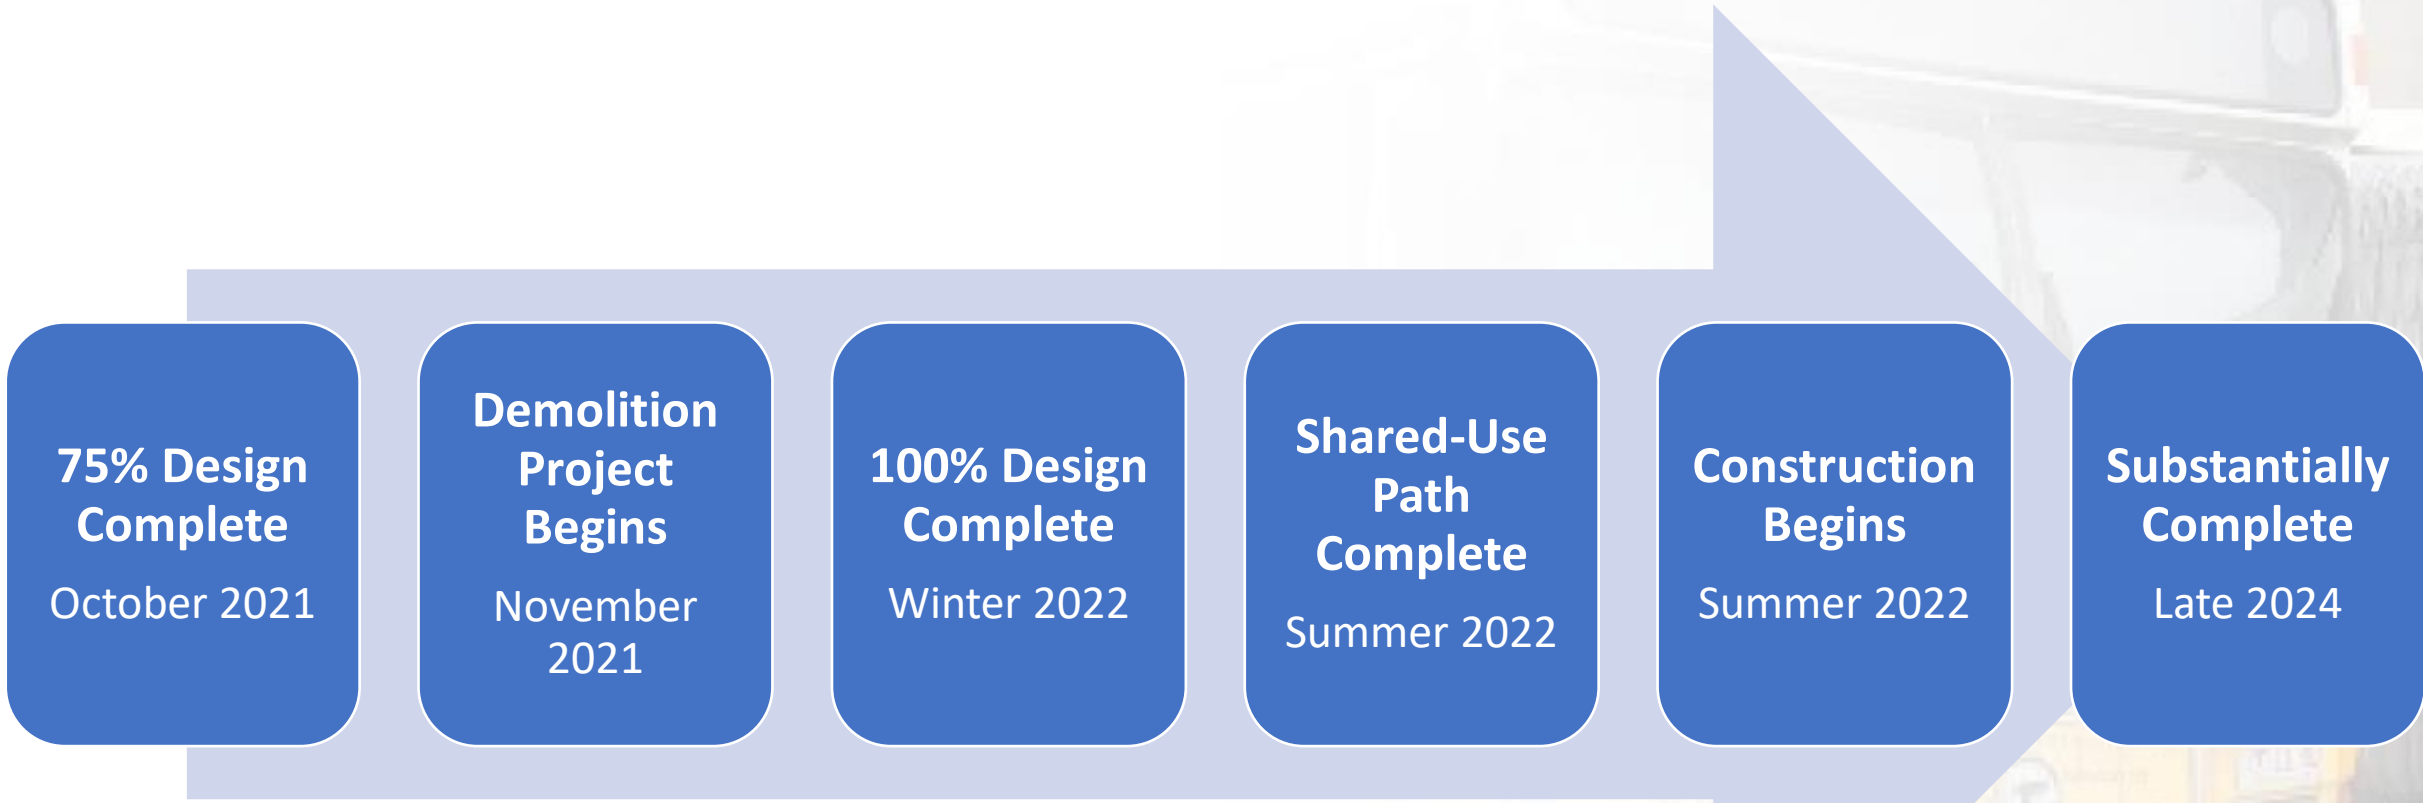 75% Design
Complete
October 2021
Demolition
Project
Begins
November
2021
100% Design
Complete
Winter 2022
Shared-Use
Path
Complete
Summer 2022
Construction
Begins
Summer 2022
Substantially
Complete
Late 2024